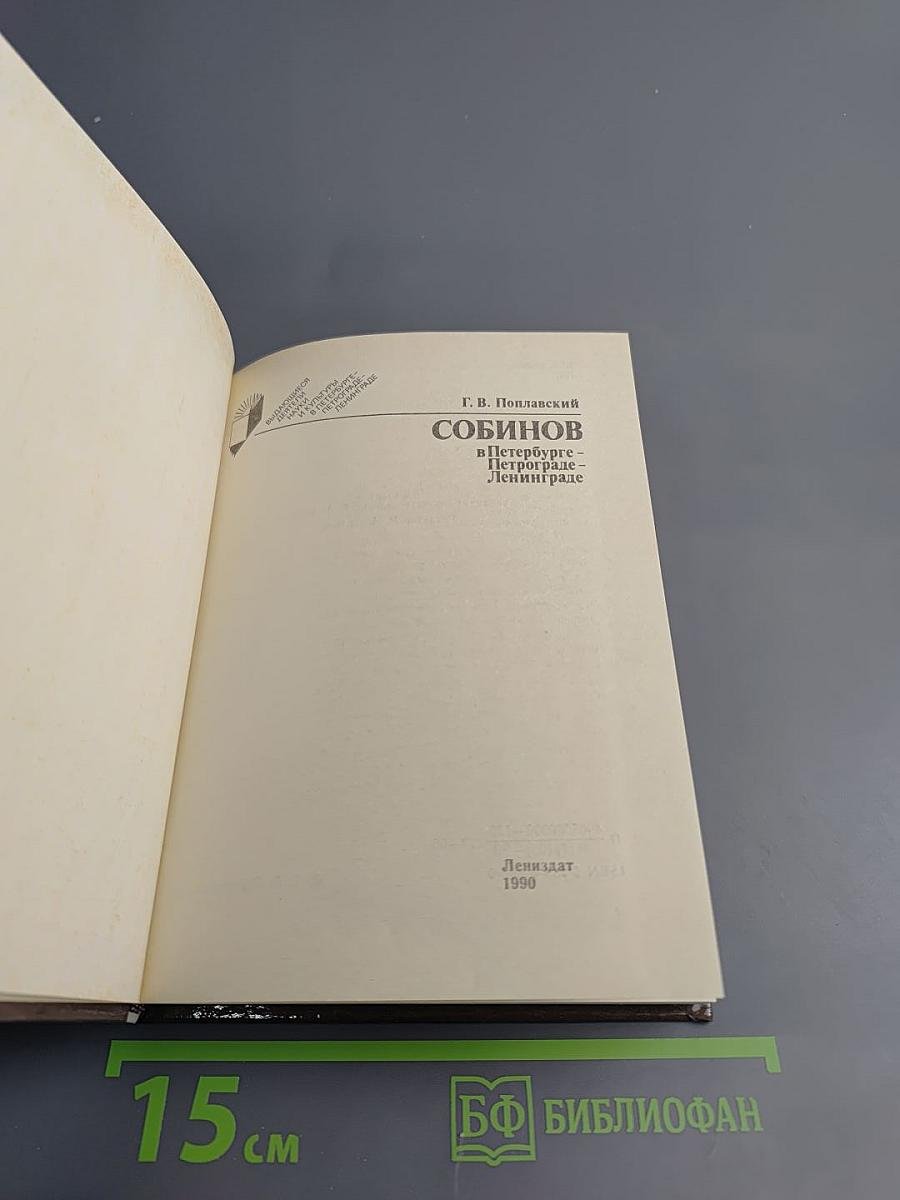 ВЫДАЮЩИЕСЯ
ДЕЯТЕЛИ
НАУКИ
И КУЛЬТУРЫ
В ПЕТЕРБУРГЕ–
ПЕТРОГРАДЕ–
ЛЕНИНГРАДЕ
Г. В. Поплавский
СОБИНОВ
в Петербурге –
Петрограде –
Ленинграде
Лениздат
1990
15 см
БФ БИБЛИОФАН